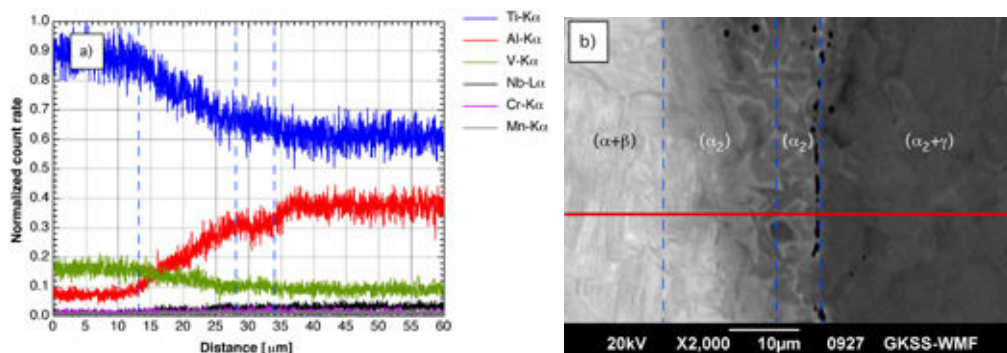 a)
Normalized count rate
1.0
0.9
0.8
0.7
0.6
0.5
0.4
0.3
0.2
0.1
0.0
0 5 10 15 20 25 30 35 40 45 50 55 60
Distance [μm]
Ti-Kα
Al-Kα
V-Kα
Nb-Lα
Cr-Kα
Mn-Kα
b)
(α+β) (α₂) (α₂) (α₂+γ)
20kV X2,000 10μm 0927 GKSS-WMF